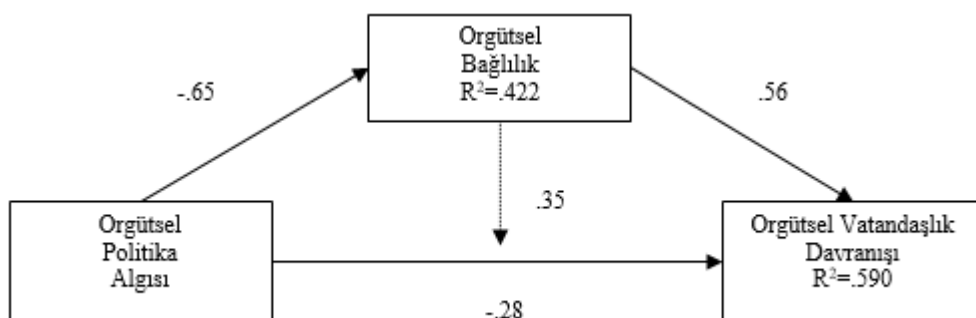 Orgütsel
Bağlılık
R²=.422
-.65
.56
.35
Orgütsel
Politika
Algısı
Orgütsel Vatandaşlık
Davranışı
R²=.590
-.28